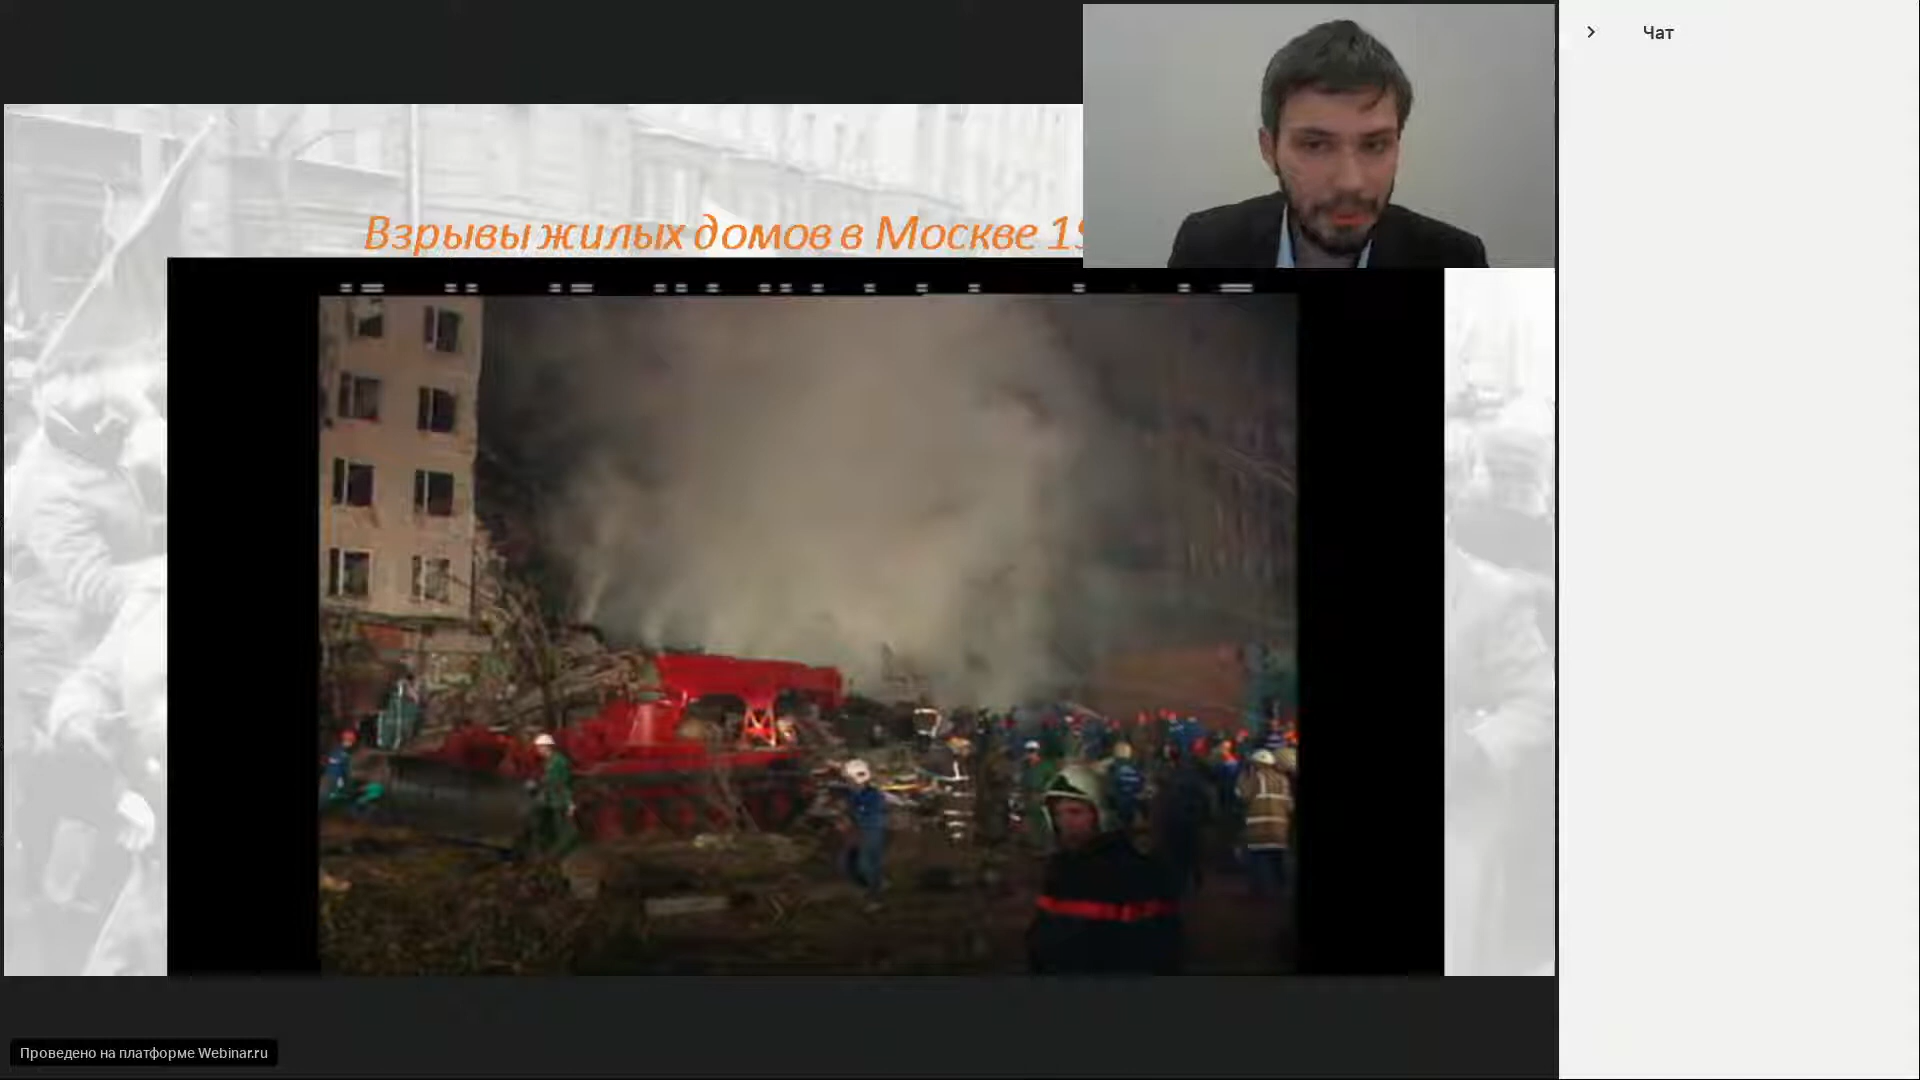 Чат
Взрывы жилых домов в Москве 19
Проведено на платформе Webinar.ru